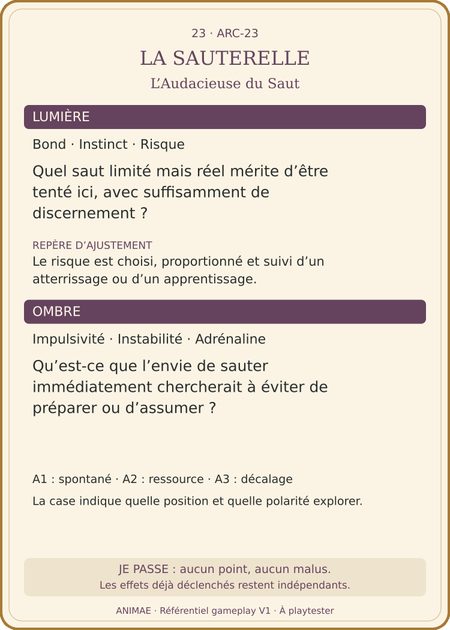 23 · ARC-23
LA SAUTERELLE
L’Audacieuse du Saut
LUMIÈRE
Bond · Instinct · Risque
Quel saut limité mais réel mérite d’être
tenté ici, avec suffisamment de
discernement ?
REPÈRE D’AJUSTEMENT
Le risque est choisi, proportionné et suivi d’un
atterrissage ou d’un apprentissage.
OMBRE
Impulsivité · Instabilité · Adrénaline
Qu’est-ce que l’envie de sauter
immédiatement chercherait à éviter de
préparer ou d’assumer ?
A1 : spontané · A2 : ressource · A3 : décalage
La case indique quelle position et quelle polarité explorer.
JE PASSE : aucun point, aucun malus.
Les effets déjà déclenchés restent indépendants.
ANIMAE · Référentiel gameplay V1 · À playtester